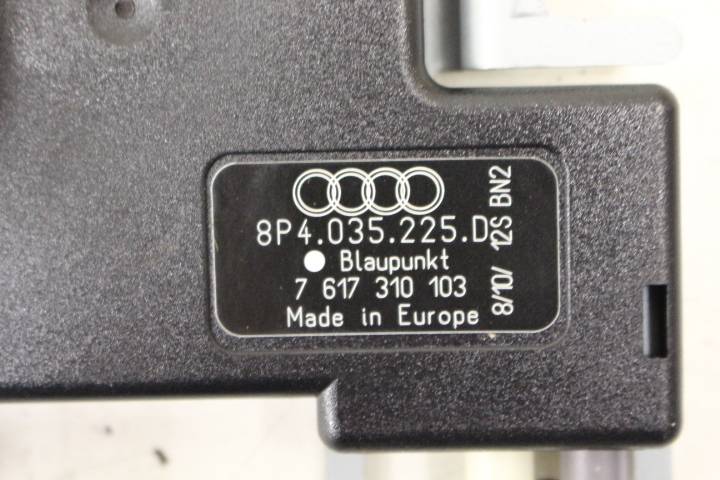 8P4.035.225.D
Blaupunkt
7 617 310 103
Made in Europe
8/10/ 12S BN2